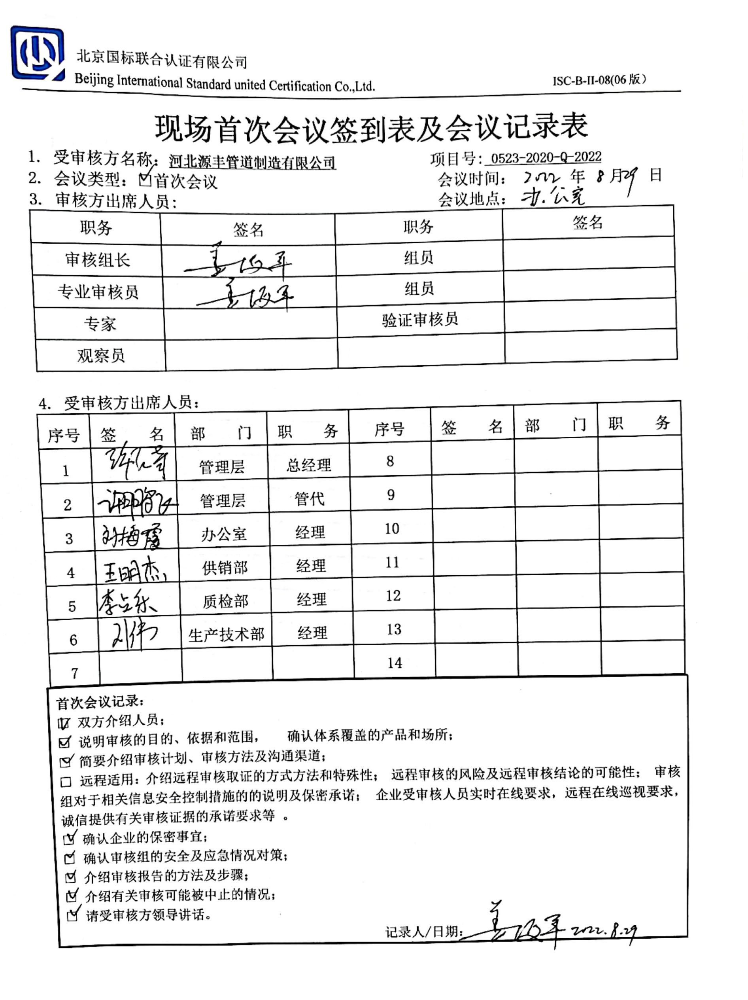 北京国标联合认证有限公司
Beijing International Standard united Certification Co.,Ltd.
ISC-B-II-08(06版)
现场首次会议签到表及会议记录表
1. 受审核方名称：河北源丰管道制造有限公司 项目号：0523-2020-Q-2022
2. 会议类型：☑首次会议 会议时间： 2022 年 8 月 29 日
3. 审核方出席人员： 会议地点： 办公室
职务 签名 职务 签名
审核组长 组员
专业审核员 组员
专家 验证审核员
观察员
4. 受审核方出席人员：
序号 签 名 部 门 职 务 序号 签 名 部 门 职 务
1 管理层 总经理 8
2 管理层 管代 9
3 刘梅霞 办公室 经理 10
4 王明杰 供销部 经理 11
5 李占乐 质检部 经理 12
6 刘伟 生产技术部 经理 13
7 14
首次会议记录：
☑ 双方介绍人员；
☑ 说明审核的目的、依据和范围， 确认体系覆盖的产品和场所；
☑ 简要介绍审核计划、审核方法及沟通渠道；
□ 远程适用：介绍远程审核取证的方式方法和特殊性； 远程审核的风险及远程审核结论的可能性； 审核
组对于相关信息安全控制措施的的说明及保密承诺； 企业受审核人员实时在线要求，远程在线巡视要求，
诚信提供有关审核证据的承诺要求等 。
☑ 确认企业的保密事宜；
☑ 确认审核组的安全及应急情况对策；
☑ 介绍审核报告的方法及步骤；
☑ 介绍有关审核可能被中止的情况；
☑ 请受审核方领导讲话。
记录人/日期： 2022.8.29